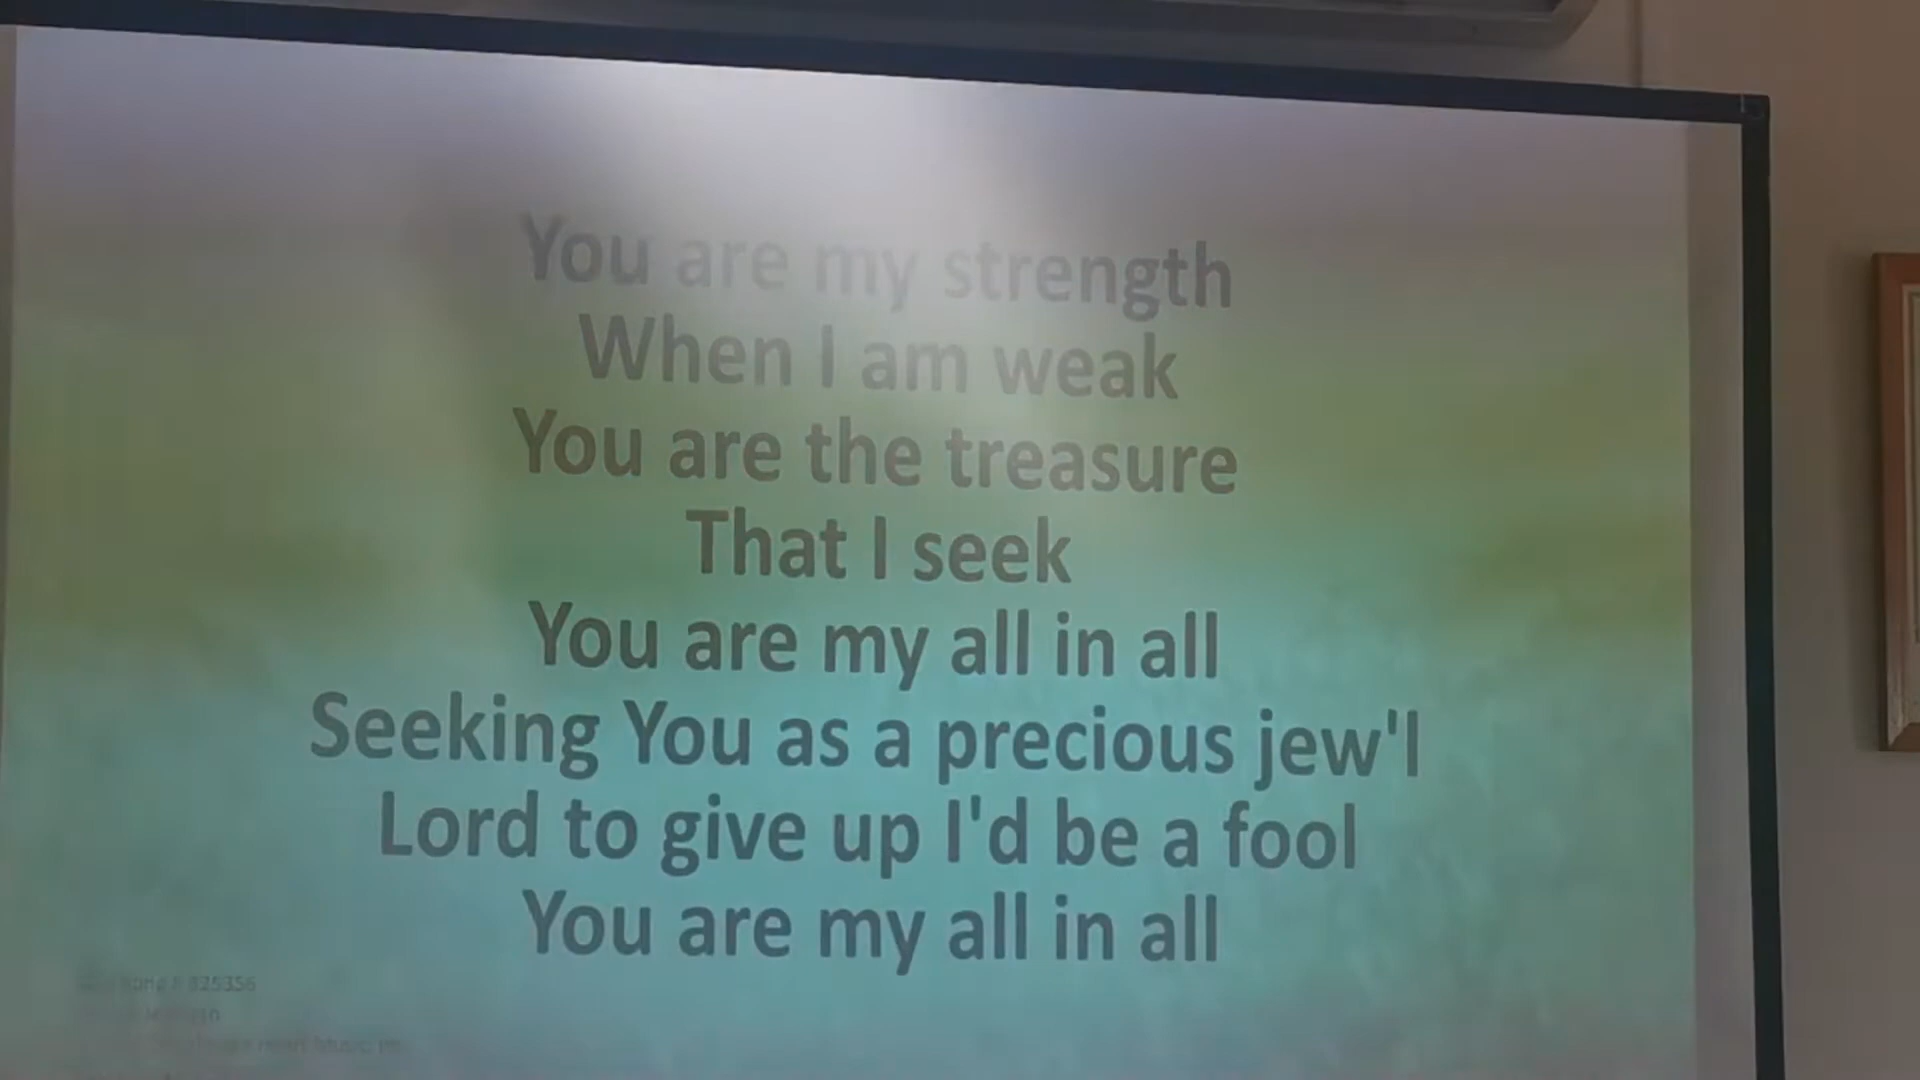 You are my strength
When I am weak
You are the treasure
That I seek
You are my all in all
Seeking You as a precious jew'l
Lord to give up I'd be a fool
You are my all in all
825356